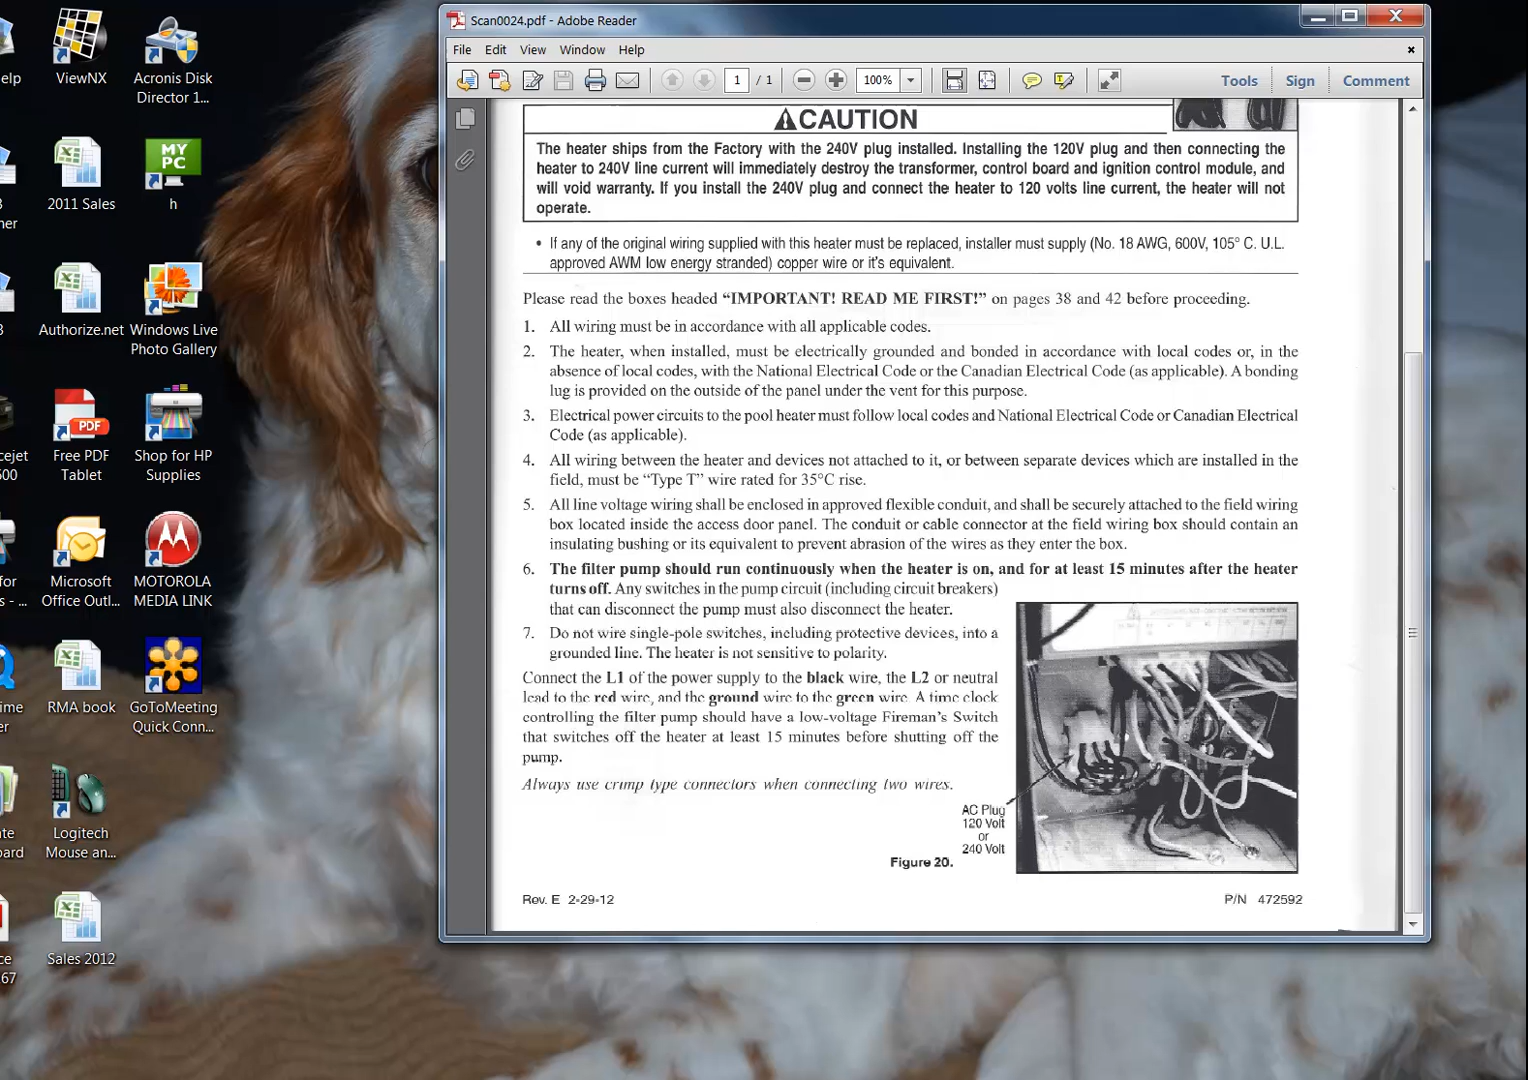 Scan0024.pdf - Adobe Reader
File Edit View Window Help
1 / 1
100%
Tools Sign Comment
CAUTION
The heater ships from the Factory with the 240V plug installed. Installing the 120V plug and then connecting the
heater to 240V line current will immediately destroy the transformer, control board and ignition control module, and
will void warranty. If you install the 240V plug and connect the heater to 120 volts line current, the heater will not
operate.
• If any of the original wiring supplied with this heater must be replaced, installer must supply (No. 18 AWG, 600V, 105° C. U.L.
approved AWM low energy stranded) copper wire or it's equivalent.
Please read the boxes headed “IMPORTANT! READ ME FIRST!” on pages 38 and 42 before proceeding.
1. All wiring must be in accordance with all applicable codes.
2. The heater, when installed, must be electrically grounded and bonded in accordance with local codes or, in the
absence of local codes, with the National Electrical Code or the Canadian Electrical Code (as applicable). A bonding
lug is provided on the outside of the panel under the vent for this purpose.
3. Electrical power circuits to the pool heater must follow local codes and National Electrical Code or Canadian Electrical
Code (as applicable).
4. All wiring between the heater and devices not attached to it, or between separate devices which are installed in the
field, must be “Type T” wire rated for 35°C rise.
5. All line voltage wiring shall be enclosed in approved flexible conduit, and shall be securely attached to the field wiring
box located inside the access door panel. The conduit or cable connector at the field wiring box should contain an
insulating bushing or its equivalent to prevent abrasion of the wires as they enter the box.
6. The filter pump should run continuously when the heater is on, and for at least 15 minutes after the heater
turns off. Any switches in the pump circuit (including circuit breakers)
that can disconnect the pump must also disconnect the heater.
7. Do not wire single-pole switches, including protective devices, into a
grounded line. The heater is not sensitive to polarity.
Connect the L1 of the power supply to the black wire, the L2 or neutral
lead to the red wire, and the ground wire to the green wire. A time clock
controlling the filter pump should have a low-voltage Fireman's Switch
that switches off the heater at least 15 minutes before shutting off the
pump.
Always use crimp type connectors when connecting two wires.
AC Plug
120 Volt
or
240 Volt
Figure 20.
Rev. E 2-29-12
P/N 472592
elp
ViewNX
Acronis Disk
Director 1...
3
ner
2011 Sales
MY
PC
h
3
Authorize.net
Windows Live
Photo Gallery
cejet
500
PDF
Free PDF
Tablet
Shop for HP
Supplies
for
s - ...
Microsoft
Office Outl...
MOTOROLA
MEDIA LINK
ime
er
RMA book
GoToMeeting
Quick Conn...
ate
oard
Logitech
Mouse an...
ce
67
Sales 2012